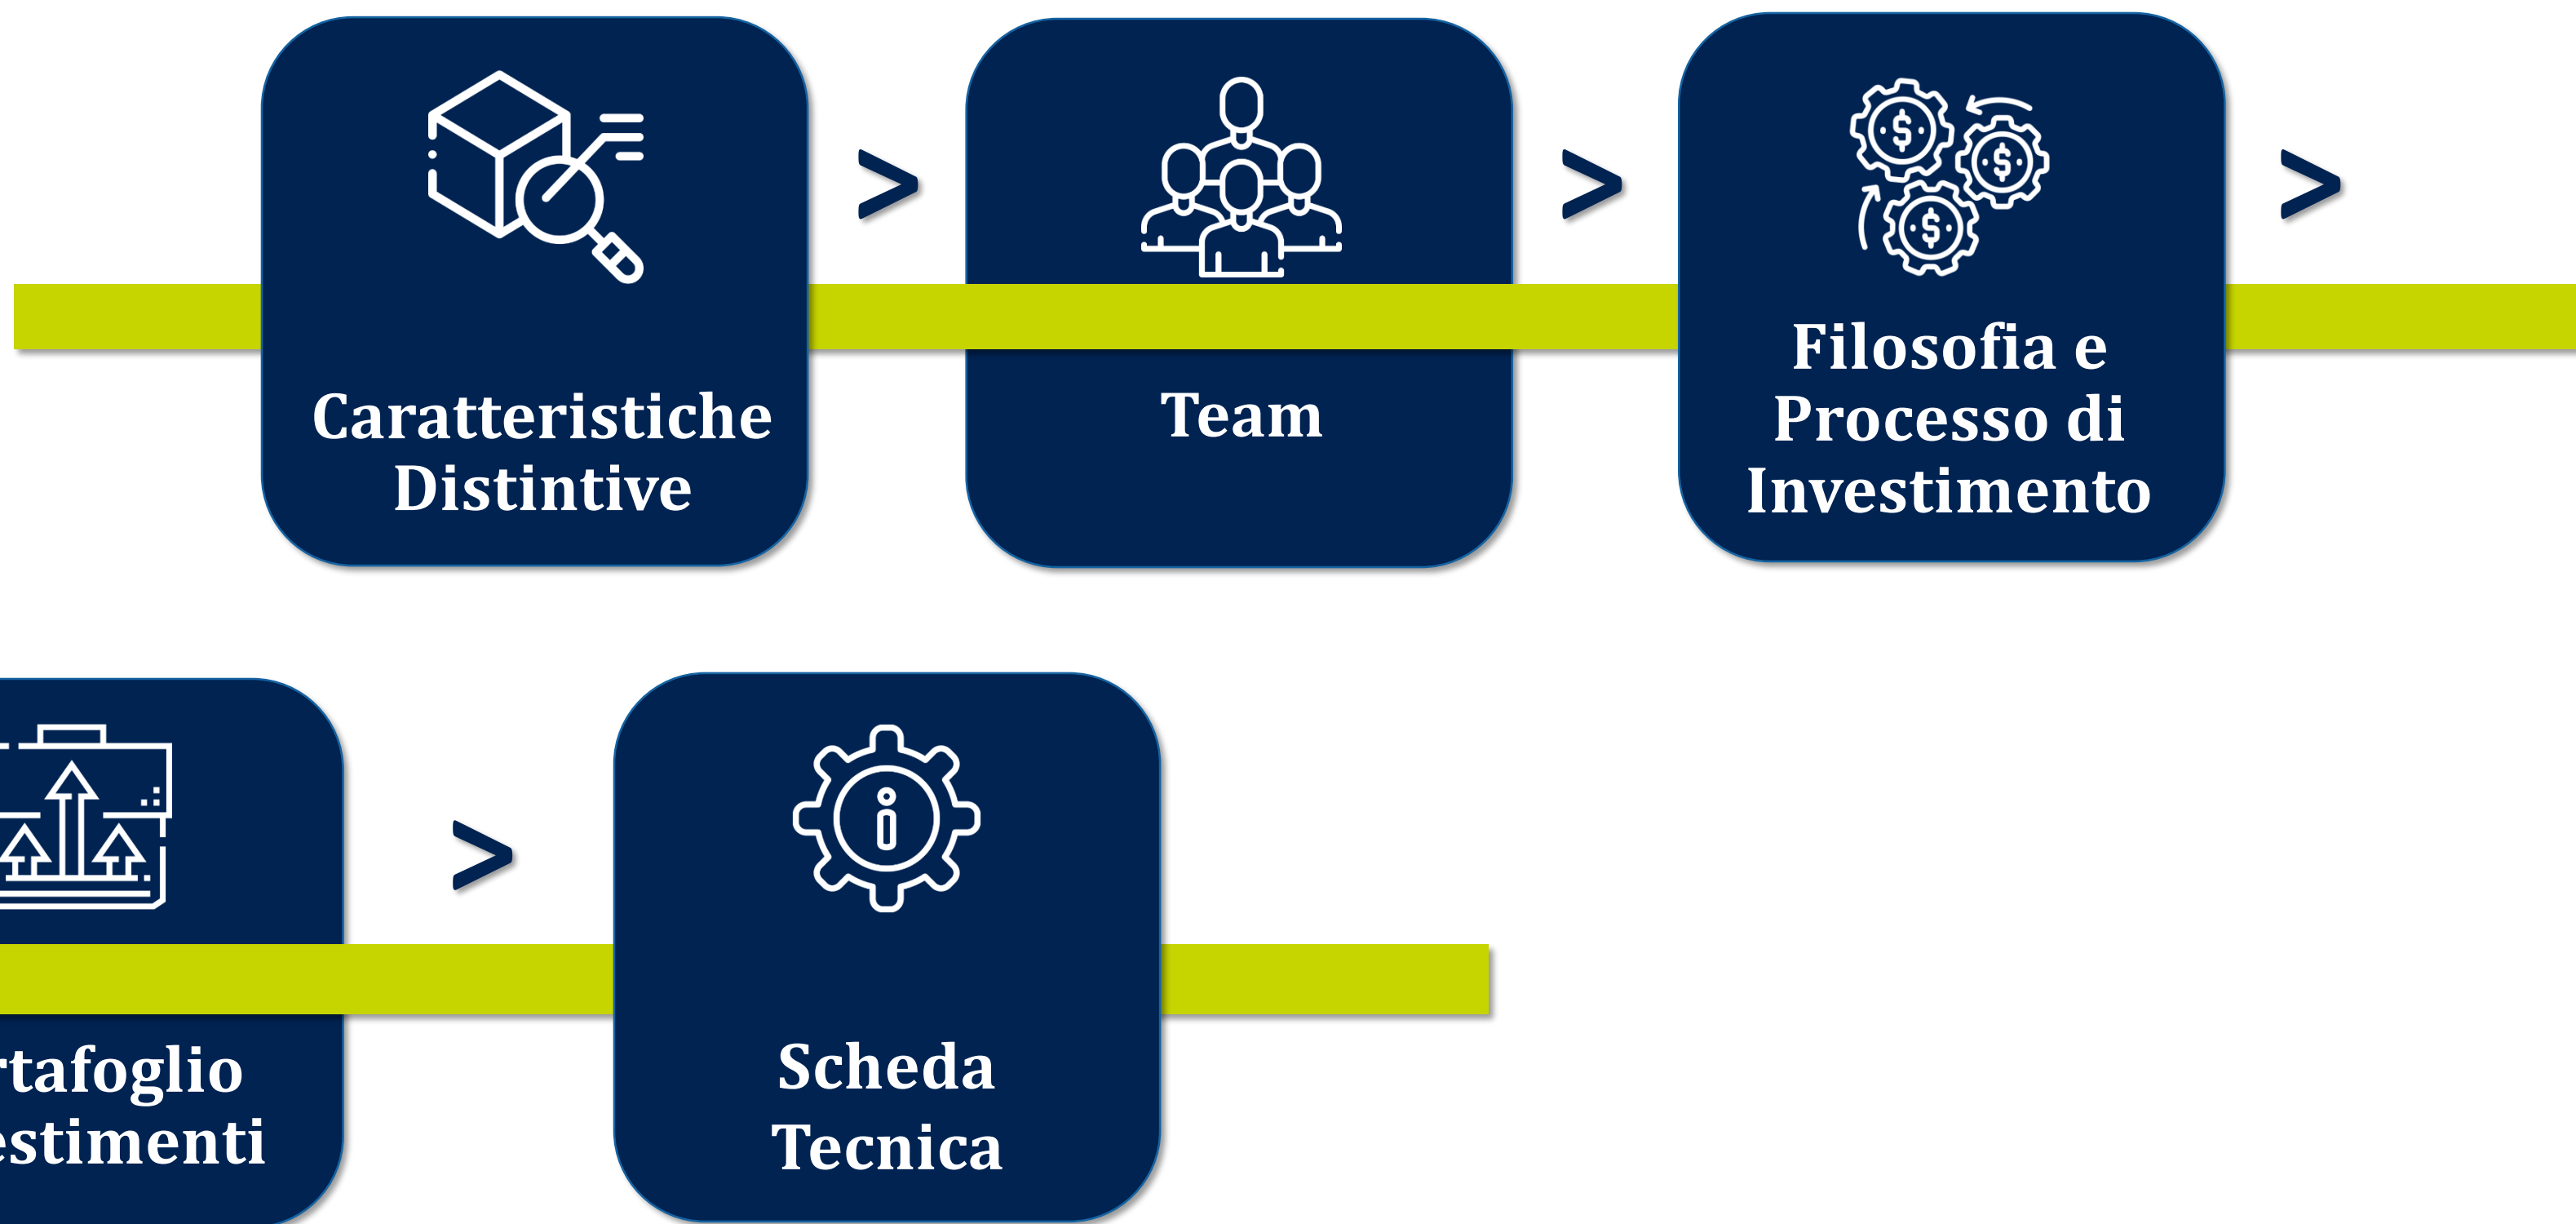 Caratteristiche
Distintive
>
Team
>
Filosofia e
Processo di
Investimento
>
rtafoglio
estimenti
>
Scheda
Tecnica